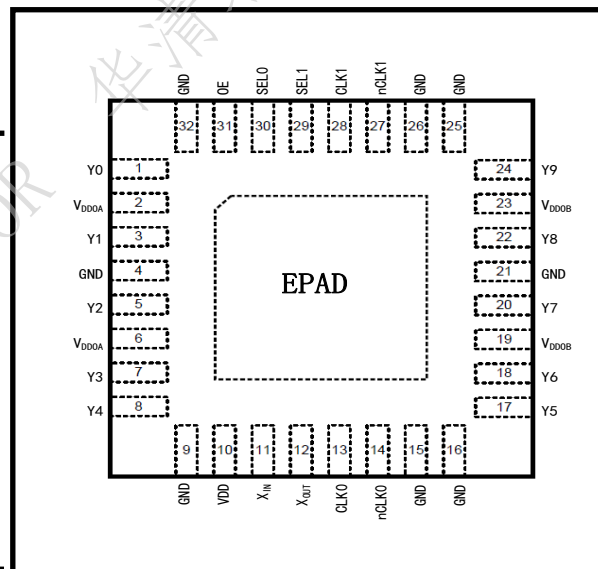 华清
OR
GND OE SEL0 SEL1 CLK1 nCLK1 GND GND
32 31 30 29 28 27 26 25
Y0 1 24 Y9
VDDOA 2 23 VDDOB
Y1 3 22 Y8
GND 4 21 GND
EPAD
Y2 5 20 Y7
VDDOA 6 19 VDDOB
Y3 7 18 Y6
Y4 8 17 Y5
9 10 11 12 13 14 15 16
GND VDD XIN XOUT CLK0 nCLK0 GND GND